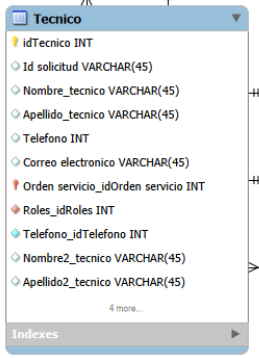 Tecnico
idTecnico INT
Id solicitud VARCHAR(45)
Nombre_tecnico VARCHAR(45)
Apellido_tecnico VARCHAR(45)
Telefono INT
Correo electronico VARCHAR(45)
Orden servicio_idOrden servicio INT
Roles_idRoles INT
Telefono_idTelefono INT
Nombre2_tecnico VARCHAR(45)
Apellido2_tecnico VARCHAR(45)
4 more...
Indexes